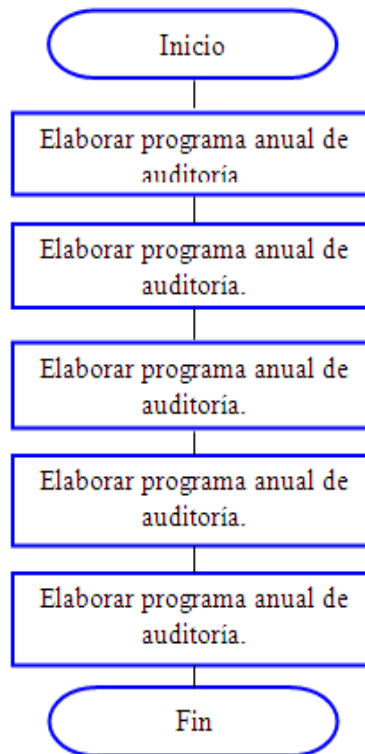 Inicio
Elaborar programa anual de
auditoría
Elaborar programa anual de
auditoría.
Elaborar programa anual de
auditoría.
Elaborar programa anual de
auditoría.
Elaborar programa anual de
auditoría.
Fin